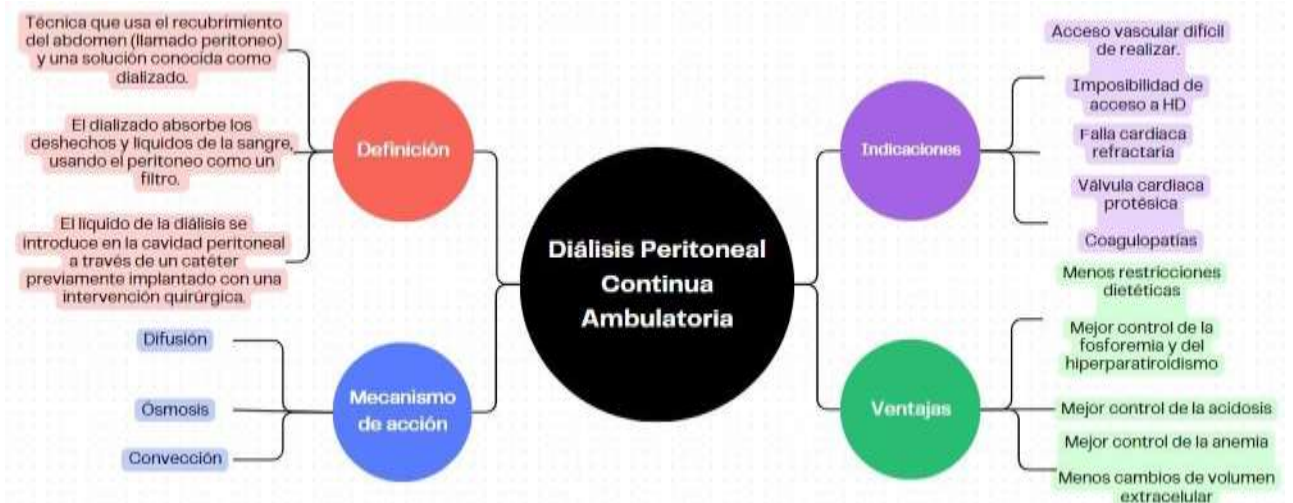 Técnica que usa el recubrimiento
del abdomen (llamado peritoneo)
y una solución conocida como
dializado.
El dializado absorbe los
deshechos y líquidos de la sangre,
usando el peritoneo como un
filtro.
El líquido de la diálisis se
introduce en la cavidad peritoneal
a través de un catéter
previamente implantado con una
intervención quirúrgica.
Definición
Difusión
Ósmosis
Convección
Mecanismo
de acción
Diálisis Peritoneal
Continua
Ambulatoria
Indicaciones
Acceso vascular difícil
de realizar.
Imposibilidad de
acceso a HD
Falla cardiaca
refractaria
Válvula cardiaca
protésica
Coagulopatías
Ventajas
Menos restricciones
dietéticas
Mejor control de la
fosforemia y del
hiperparatiroidismo
Mejor control de la acidosis
Mejor control de la anemia
Menos cambios de volumen
extracelular